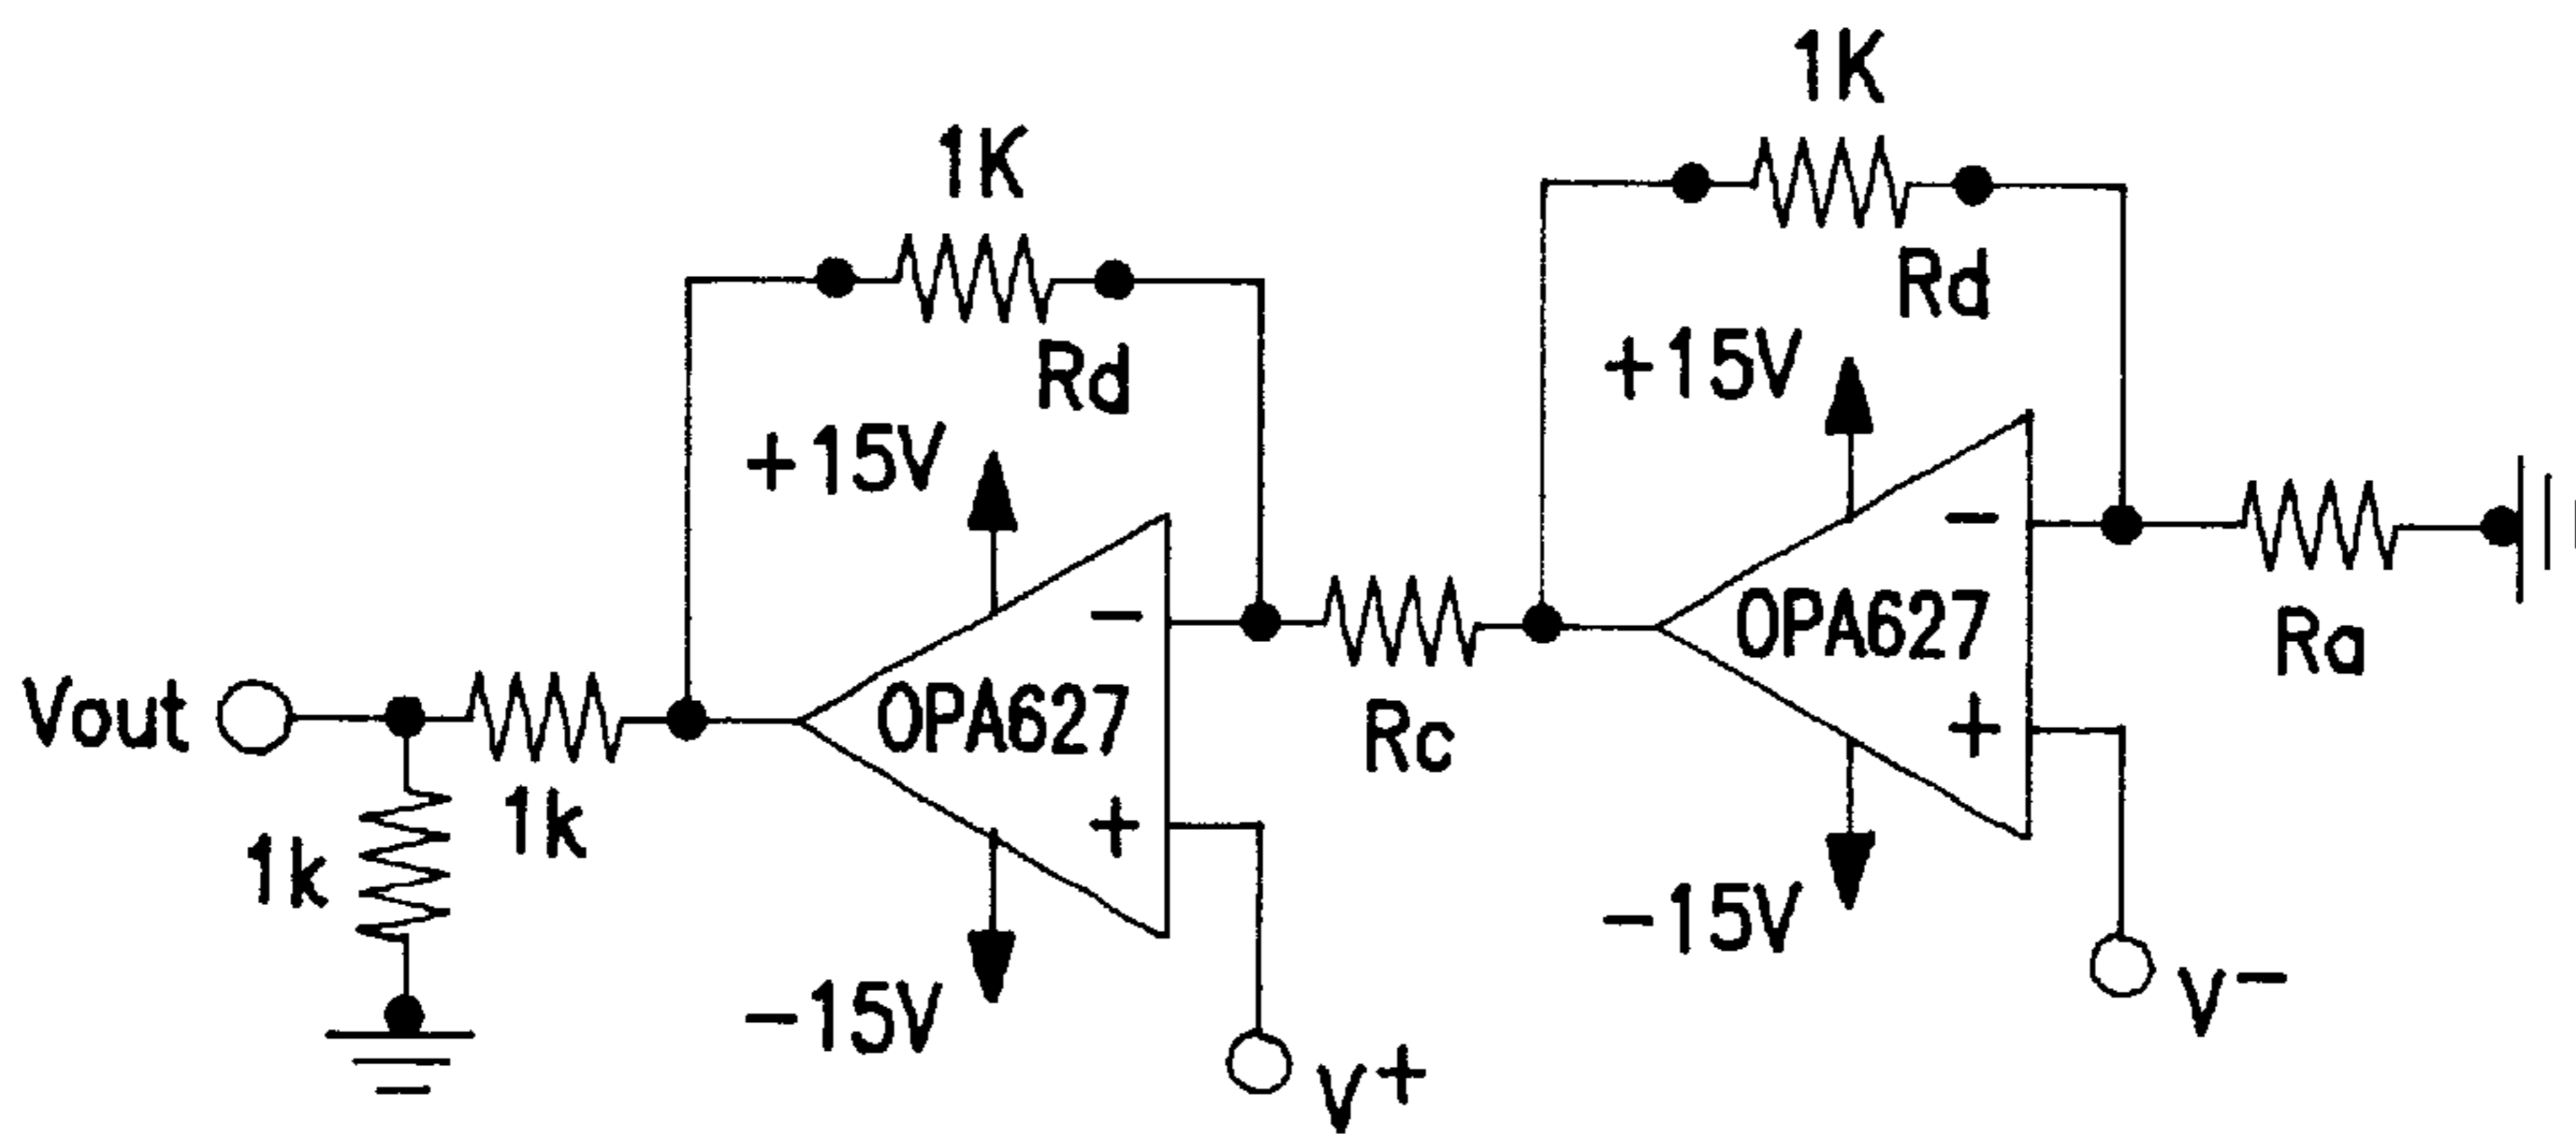 1K
1K
Rd
Rd
+15V
+15V
−
OPA627
+
Ra
−
OPA627
+
Rc
Vout
1k
1k
−15V
−15V
V−
V+